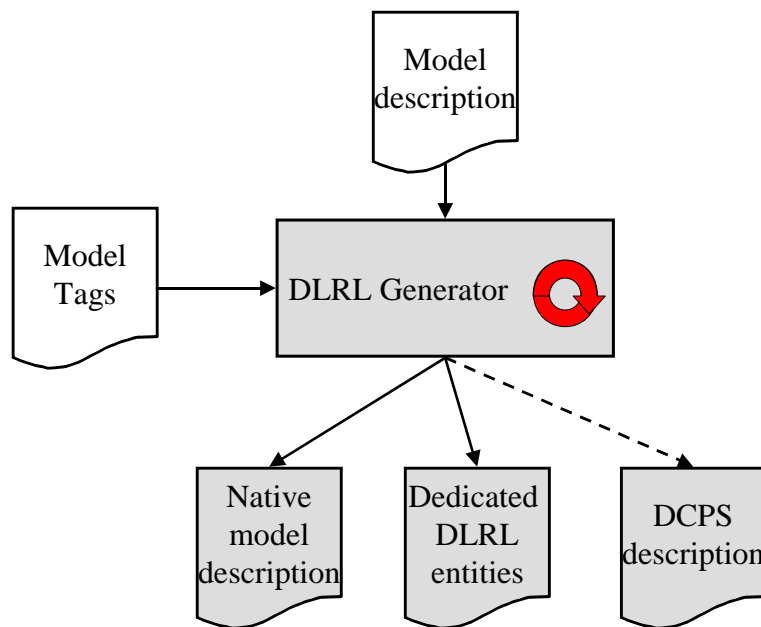 Model
description
Model
Tags
DLRL Generator
Native
model
description
Dedicated
DLRL
entities
DCPS
description